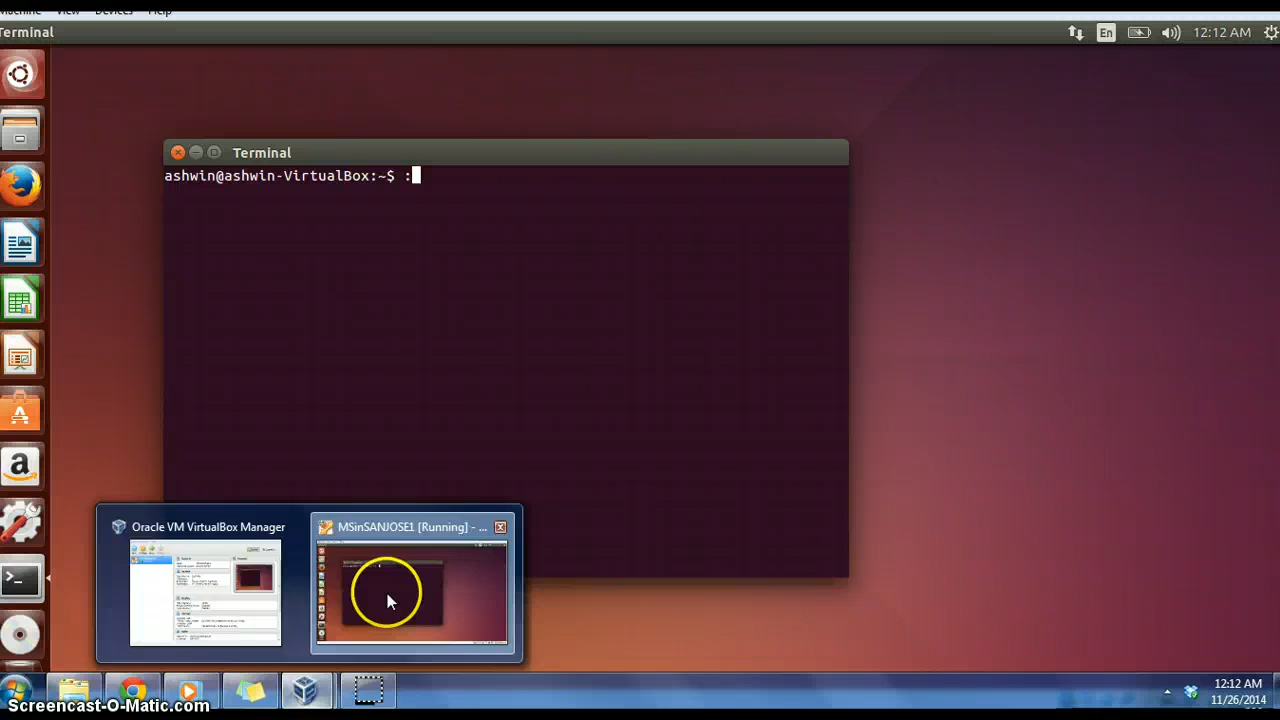 Machine View Devices Help
Terminal
En
12:12 AM
Terminal
ashwin@ashwin-VirtualBox:~$ :
Oracle VM VirtualBox Manager
MSinSANJOSE1 [Running] - ...
12:12 AM
11/26/2014
Screencast-O-Matic.com